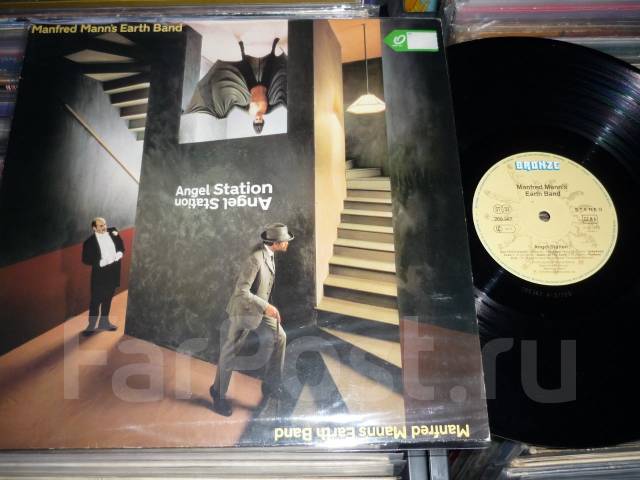 Manfred Mann's Earth Band
Angel Station
Angel Station
Manfred Manns Earth Band
BRONZE
Manfred Mann's
Earth Band
STEREO
Angel Station
FarPost.ru